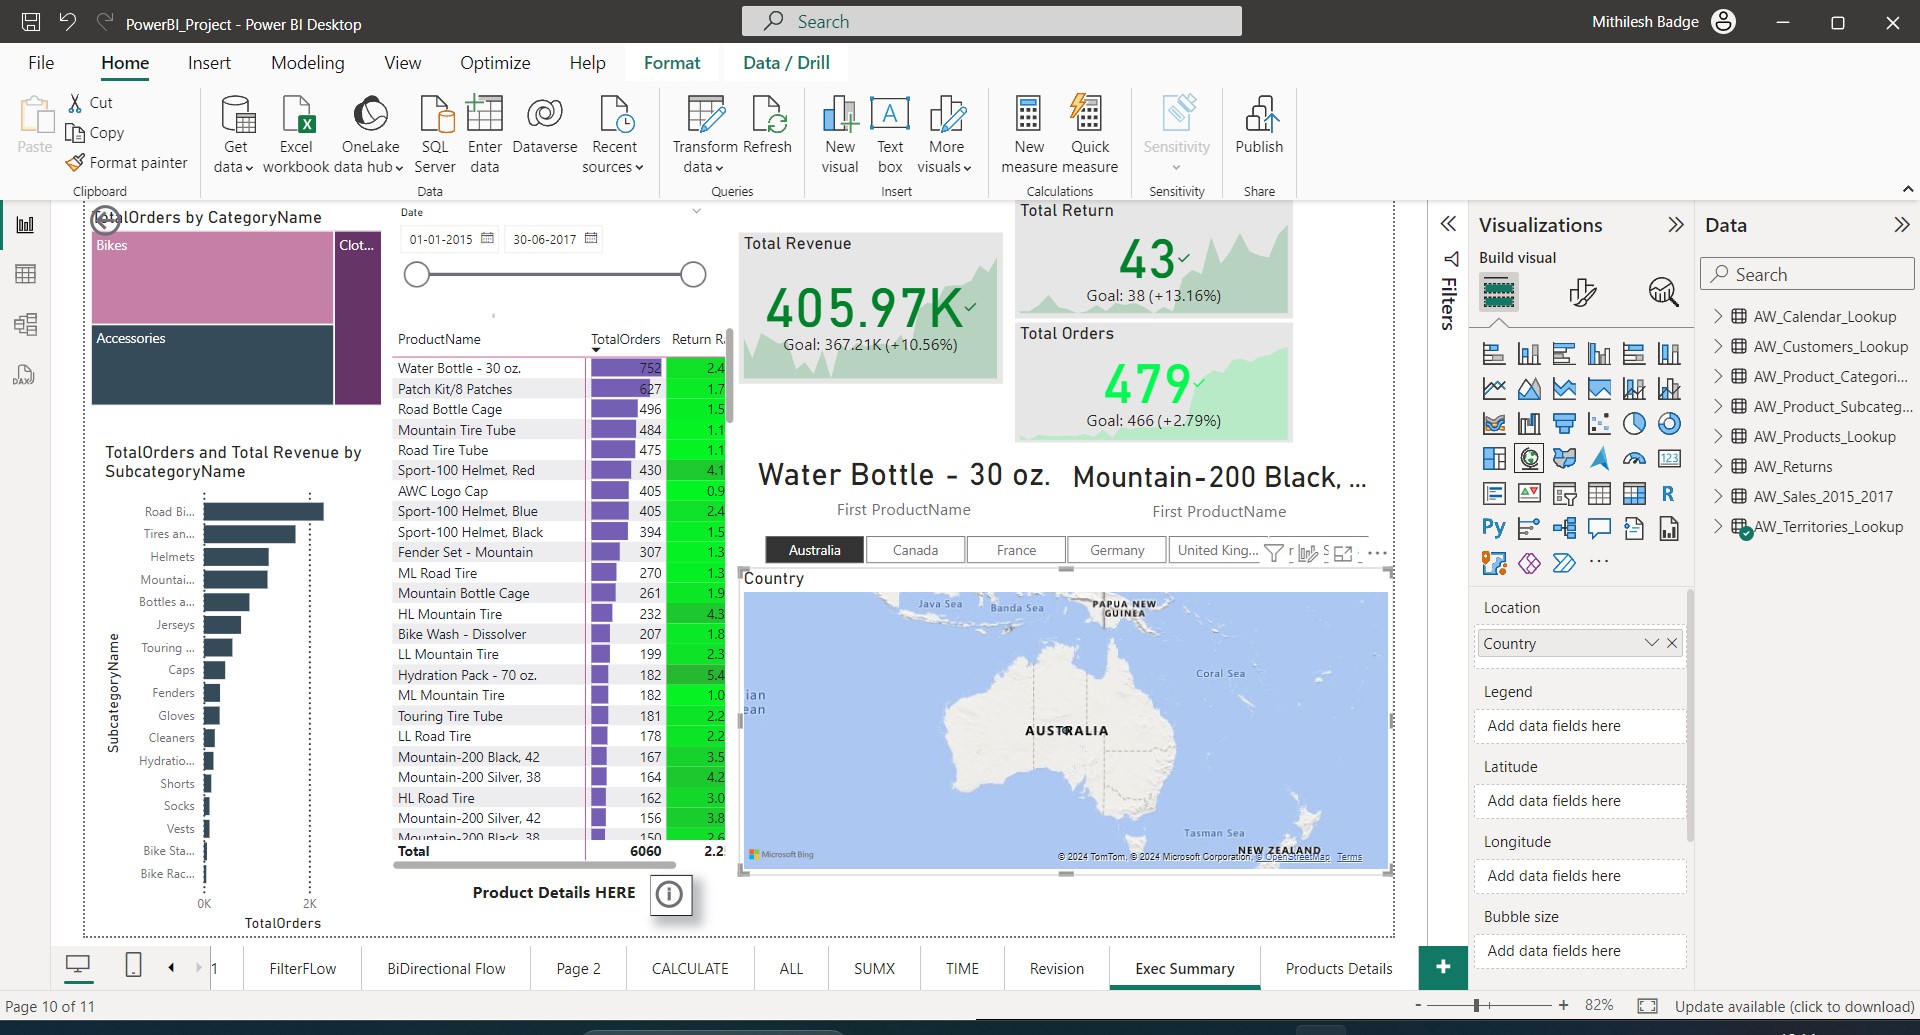 PowerBI_Project - Power BI Desktop
Search
Mithilesh Badge
File Home Insert Modeling View Optimize Help Format Data / Drill
Paste
Cut
Copy
Format painter
Clipboard
Get data
Excel workbook
OneLake data hub
SQL Server
Enter data
Dataverse
Recent sources
Data
Transform data
Refresh
Queries
New visual
Text box
More visuals
Insert
New measure
Quick measure
Calculations
Sensitivity
Sensitivity
Publish
Share
TotalOrders by CategoryName
Bikes
Clot...
Accessories
Date
01-01-2015
30-06-2017
TotalOrders and Total Revenue by
SubcategoryName
SubcategoryName
Road Bi...
Tires an...
Helmets
Mountai...
Bottles a...
Jerseys
Touring ...
Caps
Fenders
Gloves
Cleaners
Hydratio...
Shorts
Socks
Vests
Bike Sta...
Bike Rac...
0K 2K
TotalOrders
ProductName TotalOrders Return R
Water Bottle - 30 oz. 752 2.4
Patch Kit/8 Patches 627 1.7
Road Bottle Cage 496 1.5
Mountain Tire Tube 484 1.1
Road Tire Tube 475 1.1
Sport-100 Helmet, Red 430 4.1
AWC Logo Cap 405 0.9
Sport-100 Helmet, Blue 405 2.4
Sport-100 Helmet, Black 394 1.5
Fender Set - Mountain 307 1.3
ML Road Tire 270 1.3
Mountain Bottle Cage 261 1.9
HL Mountain Tire 232 4.3
Bike Wash - Dissolver 207 1.8
LL Mountain Tire 199 2.3
Hydration Pack - 70 oz. 182 5.4
ML Mountain Tire 182 1.0
Touring Tire Tube 181 2.2
LL Road Tire 178 2.2
Mountain-200 Black, 42 167 3.5
Mountain-200 Silver, 38 164 4.2
HL Road Tire 162 3.0
Mountain-200 Silver, 42 156 3.8
Mountain-200 Black, 38 150 2.6
Total 6060 2.2
Product Details HERE
Total Revenue
405.97K
Goal: 367.21K (+10.56%)
Total Return
43
Goal: 38 (+13.16%)
Total Orders
479
Goal: 466 (+2.79%)
Water Bottle - 30 oz.
First ProductName
Mountain-200 Black, ...
First ProductName
Australia Canada France Germany United King...
Country
Java Sea
Banda Sea
PAPUA NEW
GUINEA
Coral Sea
ian
ean
AUSTRALIA
Tasman Sea
NEW ZEALAND
Microsoft Bing
© 2024 TomTom, © 2024 Microsoft Corporation, © OpenStreetMap Terms
Filters
Visualizations
Build visual
123
R
Py
Location
Country
Legend
Add data fields here
Latitude
Add data fields here
Longitude
Add data fields here
Bubble size
Add data fields here
Data
Search
AW_Calendar_Lookup
AW_Customers_Lookup
AW_Product_Categori...
AW_Product_Subcateg...
AW_Products_Lookup
AW_Returns
AW_Sales_2015_2017
AW_Territories_Lookup
1 FilterFLow BiDirectional Flow Page 2 CALCULATE ALL SUMX TIME Revision Exec Summary Products Details
Page 10 of 11
82%
Update available (click to download)